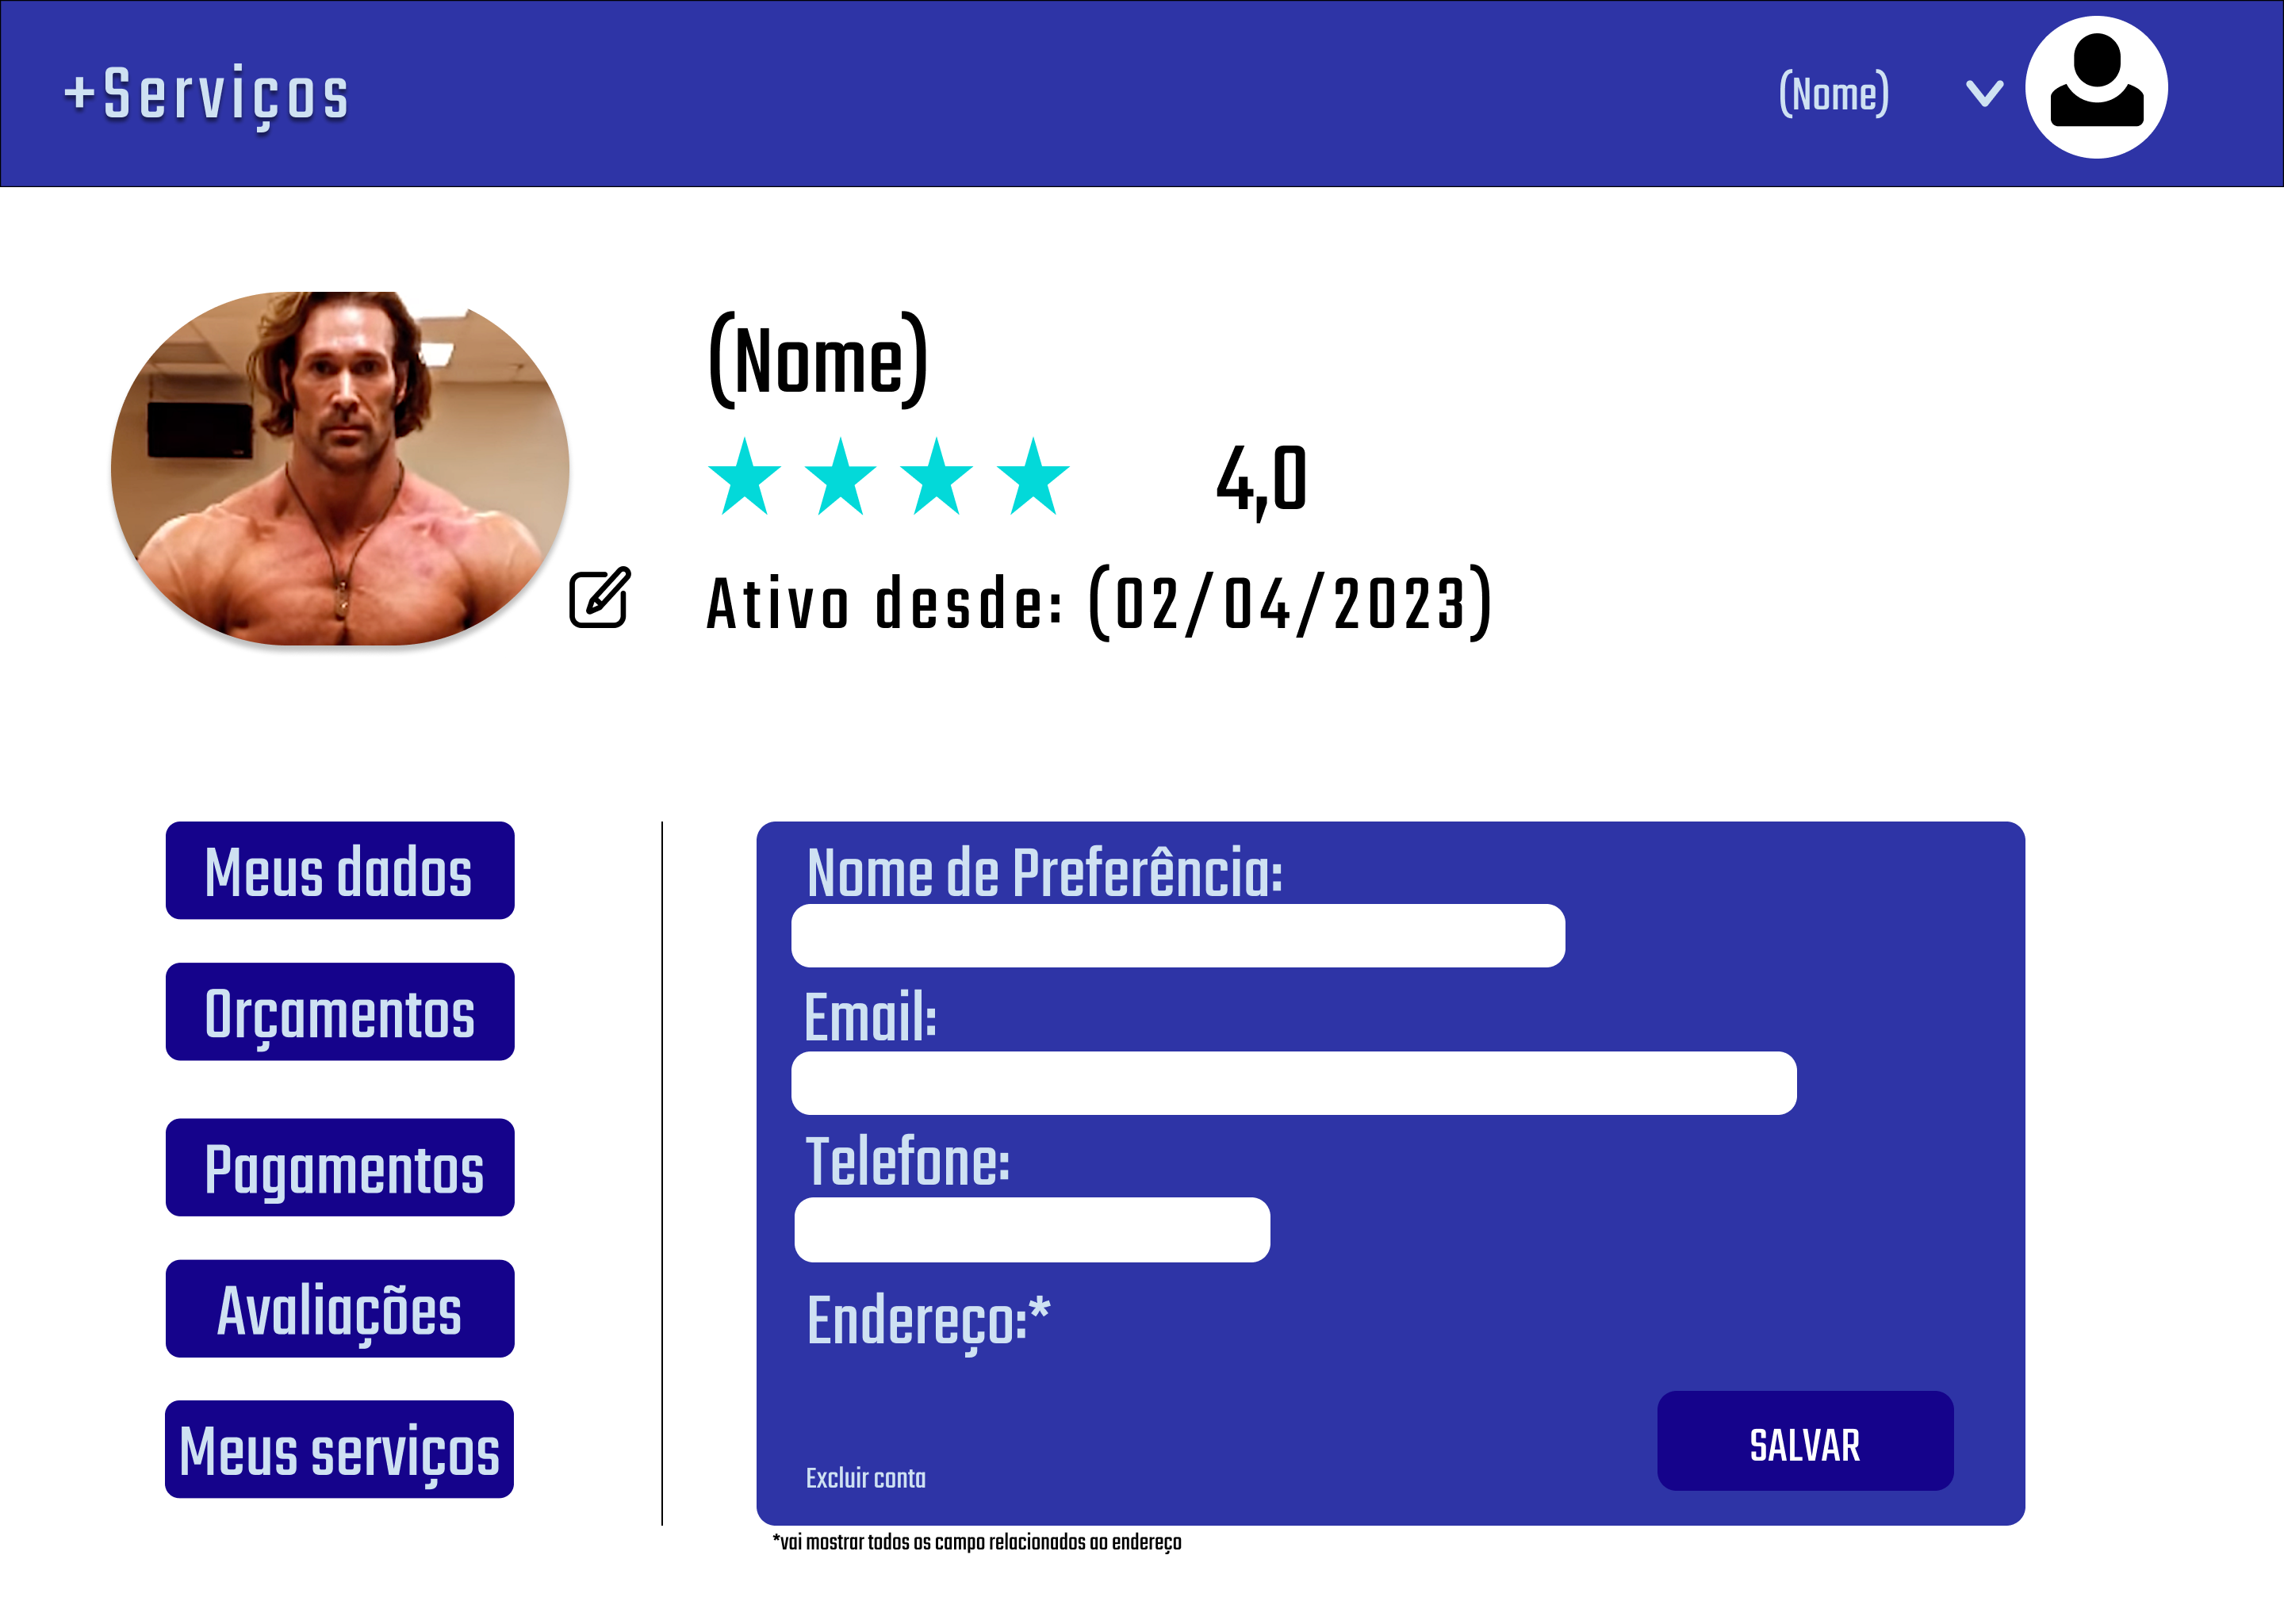 +Serviços
(Nome)
(Nome)
4,0
Ativo desde: (02/04/2023)
Meus dados
Orçamentos
Pagamentos
Avaliações
Meus serviços
Nome de Preferência:
Email:
Telefone:
Endereço:*
Excluir conta
SALVAR
*vai mostrar todos os campo relacionados ao endereço